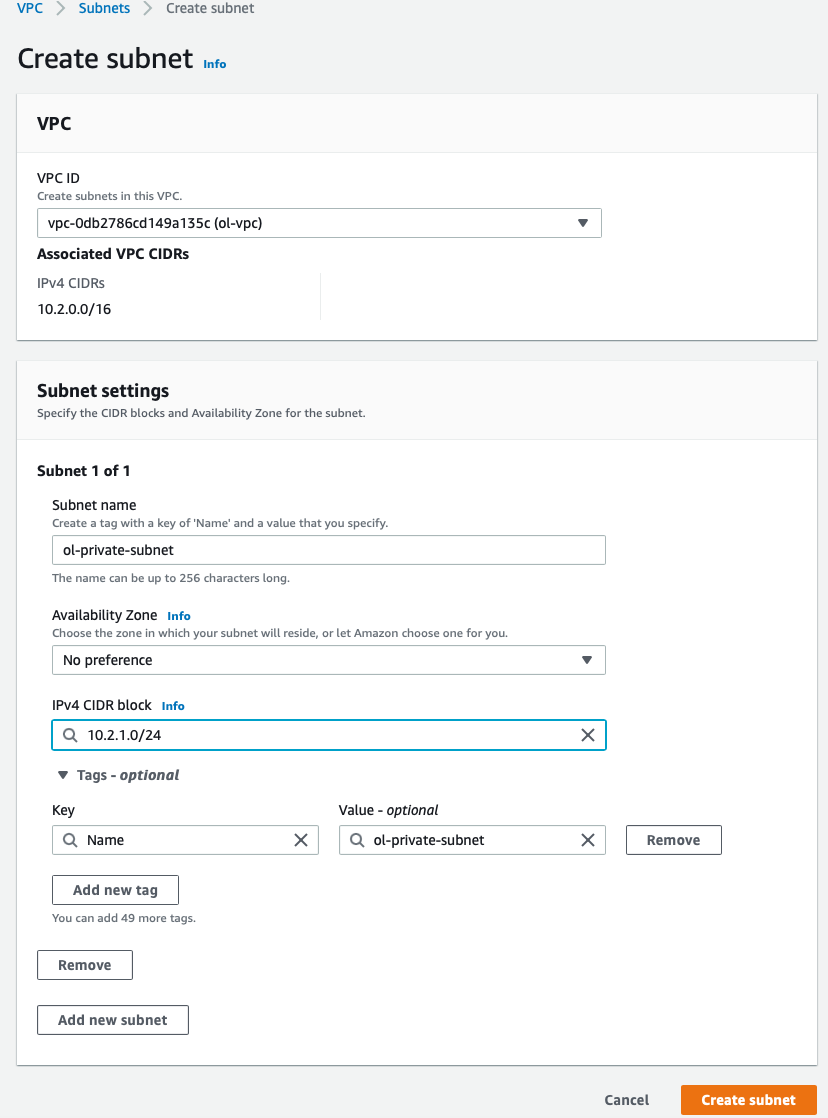 VPC > Subnets > Create subnet
Create subnet Info
VPC
VPC ID
Create subnets in this VPC.
vpc-0db2786cd149a135c (ol-vpc)
Associated VPC CIDRs
IPv4 CIDRs
10.2.0.0/16
Subnet settings
Specify the CIDR blocks and Availability Zone for the subnet.
Subnet 1 of 1
Subnet name
Create a tag with a key of 'Name' and a value that you specify.
ol-private-subnet
The name can be up to 256 characters long.
Availability Zone Info
Choose the zone in which your subnet will reside, or let Amazon choose one for you.
No preference
IPv4 CIDR block Info
10.2.1.0/24
Tags - optional
Key Value - optional
Name ol-private-subnet Remove
Add new tag
You can add 49 more tags.
Remove
Add new subnet
Cancel Create subnet